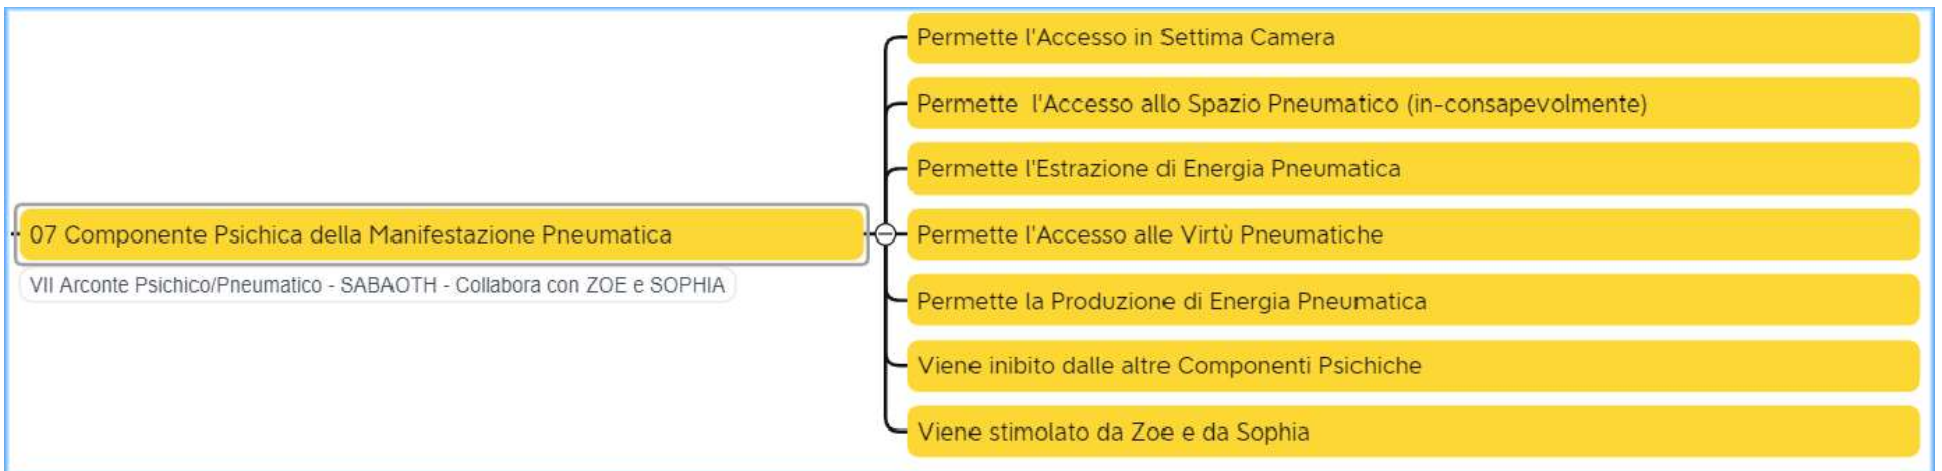 07 Componente Psichica della Manifestazione Pneumatica
VII Arconte Psichico/Pneumatico - SABAOTH - Collabora con ZOE e SOPHIA
Permette l'Accesso in Settima Camera
Permette  l'Accesso allo Spazio Pneumatico (in-consapevolmente)
Permette l'Estrazione di Energia Pneumatica
Permette l'Accesso alle Virtù Pneumatiche
Permette la Produzione di Energia Pneumatica
Viene inibito dalle altre Componenti Psichiche
Viene stimolato da Zoe e da Sophia